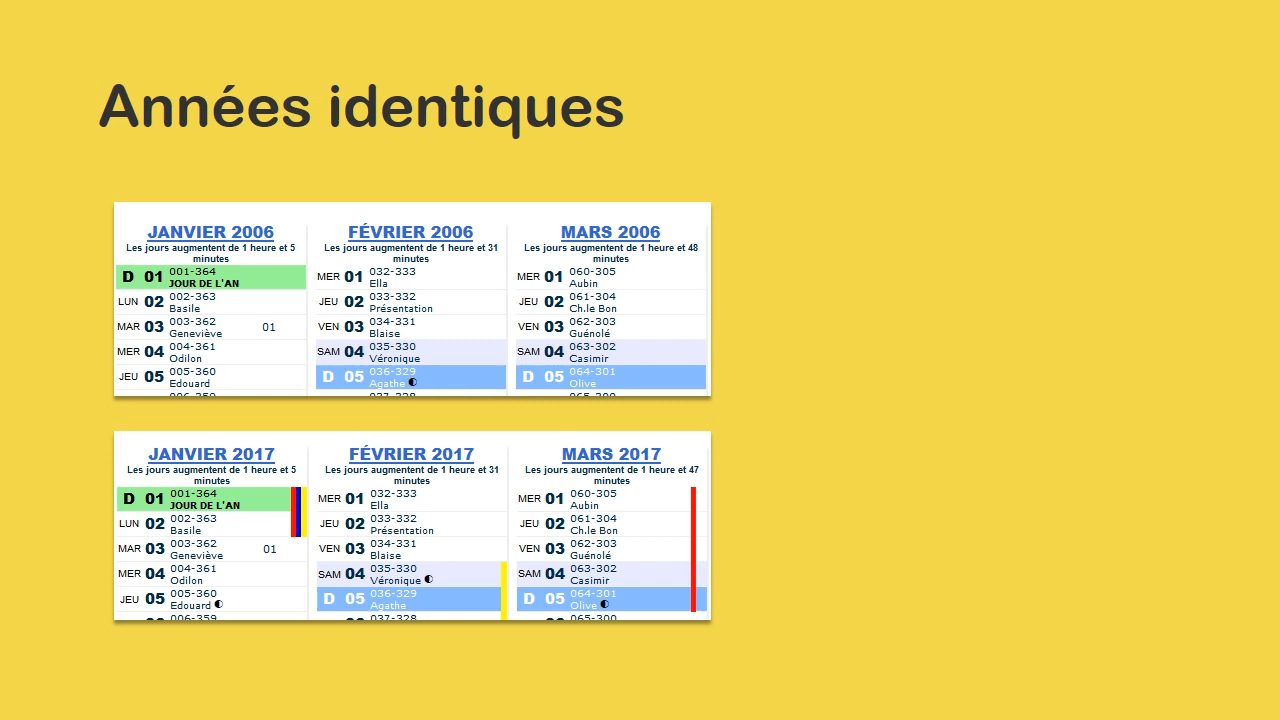 Années identiques
JANVIER 2006
Les jours augmentent de 1 heure et 5
minutes
D 01 001-364
JOUR DE L'AN
LUN 02 002-363
Basile
MAR 03 003-362
Geneviève 01
MER 04 004-361
Odilon
JEU 05 005-360
Edouard
FÉVRIER 2006
Les jours augmentent de 1 heure et 31
minutes
MER 01 032-333
Ella
JEU 02 033-332
Présentation
VEN 03 034-331
Blaise
SAM 04 035-330
Véronique
D 05 036-329
Agathe
MARS 2006
Les jours augmentent de 1 heure et 48
minutes
MER 01 060-305
Aubin
JEU 02 061-304
Ch.le Bon
VEN 03 062-303
Guénolé
SAM 04 063-302
Casimir
D 05 064-301
Olive
JANVIER 2017
Les jours augmentent de 1 heure et 5
minutes
D 01 001-364
JOUR DE L'AN
LUN 02 002-363
Basile
MAR 03 003-362
Geneviève 01
MER 04 004-361
Odilon
JEU 05 005-360
Edouard
006-359
FÉVRIER 2017
Les jours augmentent de 1 heure et 31
minutes
MER 01 032-333
Ella
JEU 02 033-332
Présentation
VEN 03 034-331
Blaise
SAM 04 035-330
Véronique
D 05 036-329
Agathe
037-328
MARS 2017
Les jours augmentent de 1 heure et 47
minutes
MER 01 060-305
Aubin
JEU 02 061-304
Ch.le Bon
VEN 03 062-303
Guénolé
SAM 04 063-302
Casimir
D 05 064-301
Olive
065-300